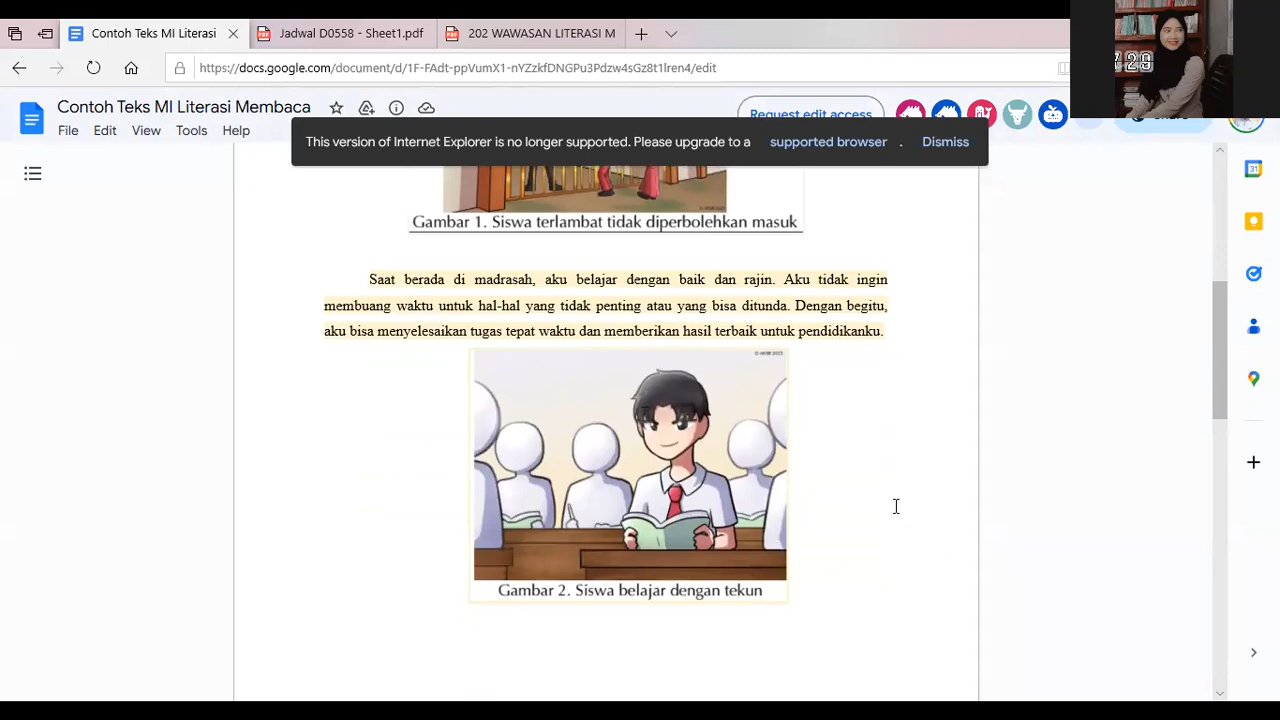 Contoh Teks MI Literasi
Jadwal D0558 - Sheet1.pdf
202 WAWASAN LITERASI M
https://docs.google.com/document/d/
/edit
Contoh Teks MI Literasi Membaca
Request edit access
File Edit View Tools Help
This version of Internet Explorer is no longer supported. Please upgrade to a supported browser . Dismiss
Gambar 1. Siswa terlambat tidak diperbolehkan masuk
Saat berada di madrasah, aku belajar dengan baik dan rajin. Aku tidak ingin
membuang waktu untuk hal-hal yang tidak penting atau yang bisa ditunda. Dengan begitu,
aku bisa menyelesaikan tugas tepat waktu dan memberikan hasil terbaik untuk pendidikanku.
Gambar 2. Siswa belajar dengan tekun
31